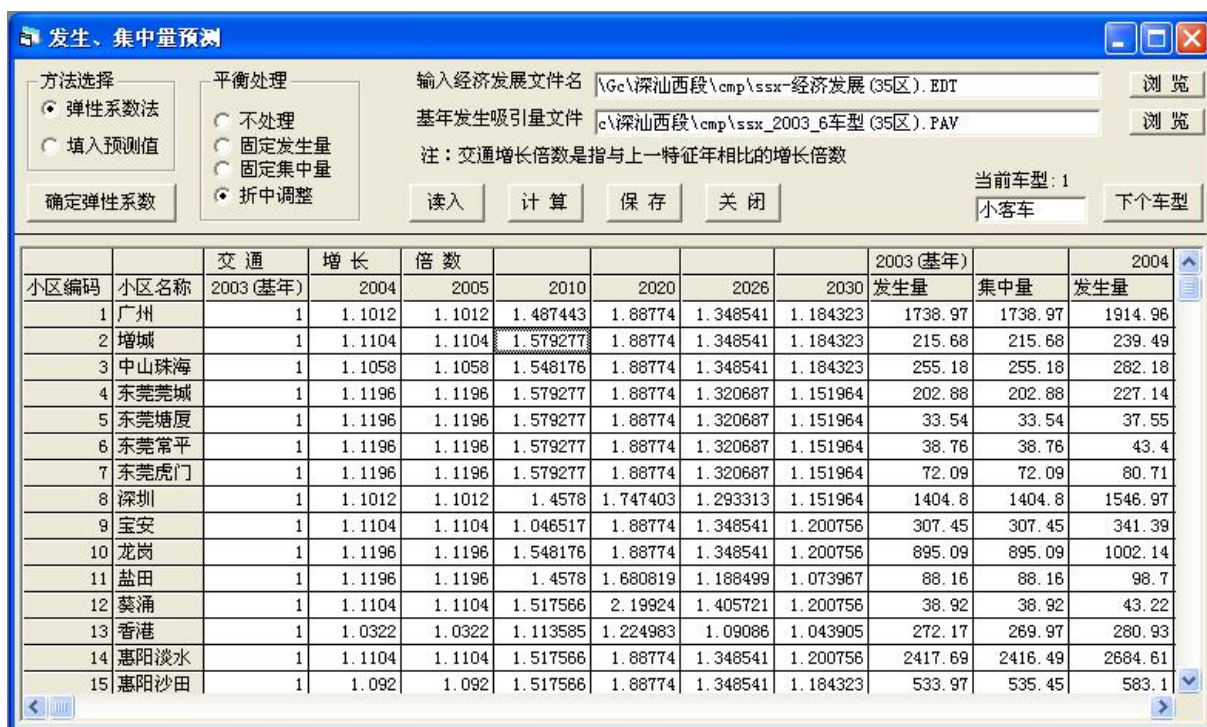 发生、集中量预测
方法选择
弹性系数法
填入预测值
确定弹性系数
平衡处理
不处理
固定发生量
固定集中量
折中调整
输入经济发展文件名 \Gc\深汕西段\cmp\ssx-经济发展(35区).EDT 浏 览
基年发生吸引量文件 c\深汕西段\cmp\ssx_2003_6车型(35区).PAV 浏 览
注：交通增长倍数是指与上一特征年相比的增长倍数
读入 计 算 保 存 关 闭
当前车型:1
小客车
下个车型
交 通 增 长 倍 数 2003(基年) 2004
小区编码 小区名称 2003(基年) 2004 2005 2010 2020 2026 2030 发生量 集中量 发生量
1 广州 1 1.1012 1.1012 1.487443 1.88774 1.348541 1.184323 1738.97 1738.97 1914.96
2 增城 1 1.1104 1.1104 1.579277 1.88774 1.348541 1.184323 215.68 215.68 239.49
3 中山珠海 1 1.1058 1.1058 1.548176 1.88774 1.348541 1.184323 255.18 255.18 282.18
4 东莞莞城 1 1.1196 1.1196 1.579277 1.88774 1.320687 1.151964 202.88 202.88 227.14
5 东莞塘厦 1 1.1196 1.1196 1.579277 1.88774 1.320687 1.151964 33.54 33.54 37.55
6 东莞常平 1 1.1196 1.1196 1.579277 1.88774 1.320687 1.151964 38.76 38.76 43.4
7 东莞虎门 1 1.1196 1.1196 1.579277 1.88774 1.320687 1.151964 72.09 72.09 80.71
8 深圳 1 1.1012 1.1012 1.4578 1.747403 1.293313 1.151964 1404.8 1404.8 1546.97
9 宝安 1 1.1104 1.1104 1.046517 1.88774 1.348541 1.200756 307.45 307.45 341.39
10 龙岗 1 1.1196 1.1196 1.548176 1.88774 1.348541 1.200756 895.09 895.09 1002.14
11 盐田 1 1.1196 1.1196 1.4578 1.680819 1.188499 1.073967 88.16 88.16 98.7
12 葵涌 1 1.1104 1.1104 1.517566 2.19924 1.405721 1.200756 38.92 38.92 43.22
13 香港 1 1.0322 1.0322 1.113585 1.224983 1.09086 1.043905 272.17 269.97 280.93
14 惠阳淡水 1 1.1104 1.1104 1.517566 1.88774 1.348541 1.200756 2417.69 2416.49 2684.61
15 惠阳沙田 1 1.092 1.092 1.517566 1.88774 1.348541 1.184323 533.97 535.45 583.1